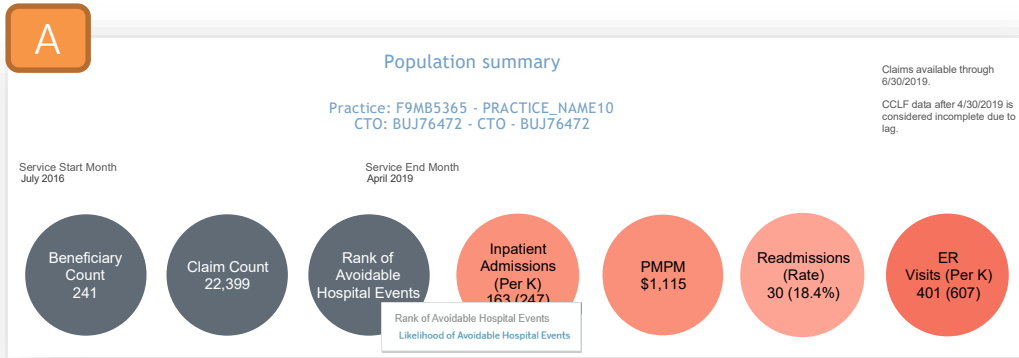 A
Population summary
Claims available through
6/30/2019.
CCLF data after 4/30/2019 is
considered incomplete due to
lag.
Practice: F9MB5365 - PRACTICE_NAME10
CTO: BUJ76472 - CTO - BUJ76472
Service Start Month
July 2016
Service End Month
April 2019
Beneficiary
Count
241
Claim Count
22,399
Rank of
Avoidable
Hospital Events
Inpatient
Admissions
(Per K)
163 (247)
PMPM
$1,115
Readmissions
(Rate)
30 (18.4%)
ER
Visits (Per K)
401 (607)
Rank of Avoidable Hospital Events
Likelihood of Avoidable Hospital Events